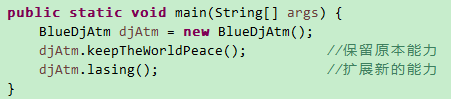 public static void main(String[] args) {
    BlueDjAtm djAtm = new BlueDjAtm();
    djAtm.keepTheWorldPeace();          //保留原本能力
    djAtm.lasing();                     //扩展新的能力
}